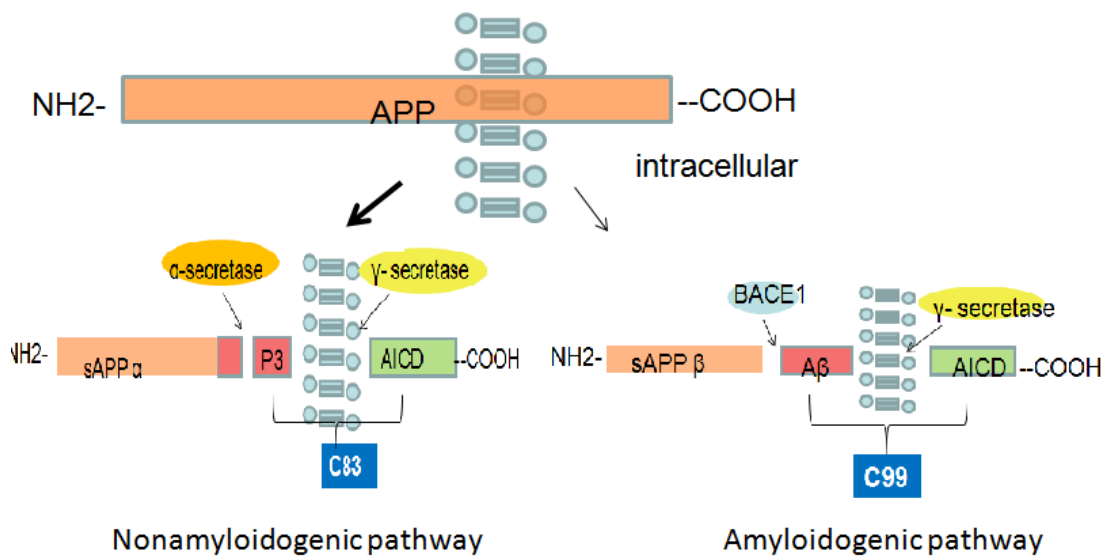 NH2-
APP
--COOH
intracellular
α-secretase
γ- secretase
NH2-
sAPP α
P3
AICD
--COOH
C83
BACE1
γ- secretase
NH2-
sAPP β
Aβ
AICD
--COOH
C99
Nonamyloidogenic pathway
Amyloidogenic pathway